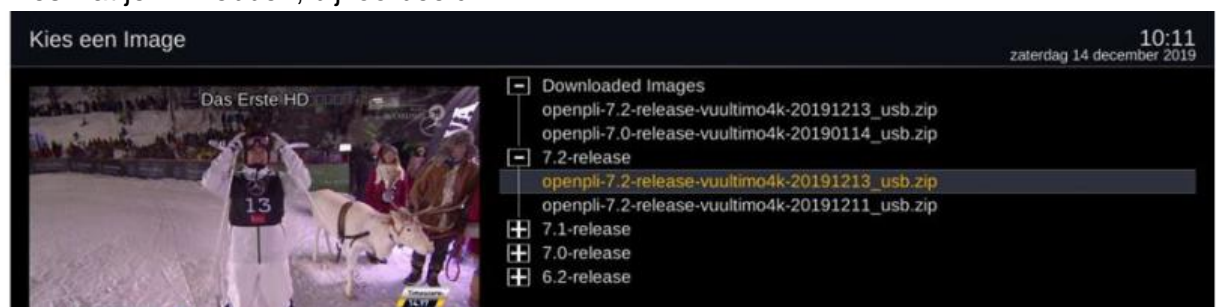 Kies een Image
10:11
zaterdag 14 december 2019
Das Erste HD
13
Downloaded Images
openpli-7.2-release-vuultimo4k-20191213_usb.zip
openpli-7.0-release-vuultimo4k-20190114_usb.zip
7.2-release
openpli-7.2-release-vuultimo4k-20191213_usb.zip
openpli-7.2-release-vuultimo4k-20191211_usb.zip
7.1-release
7.0-release
6.2-release